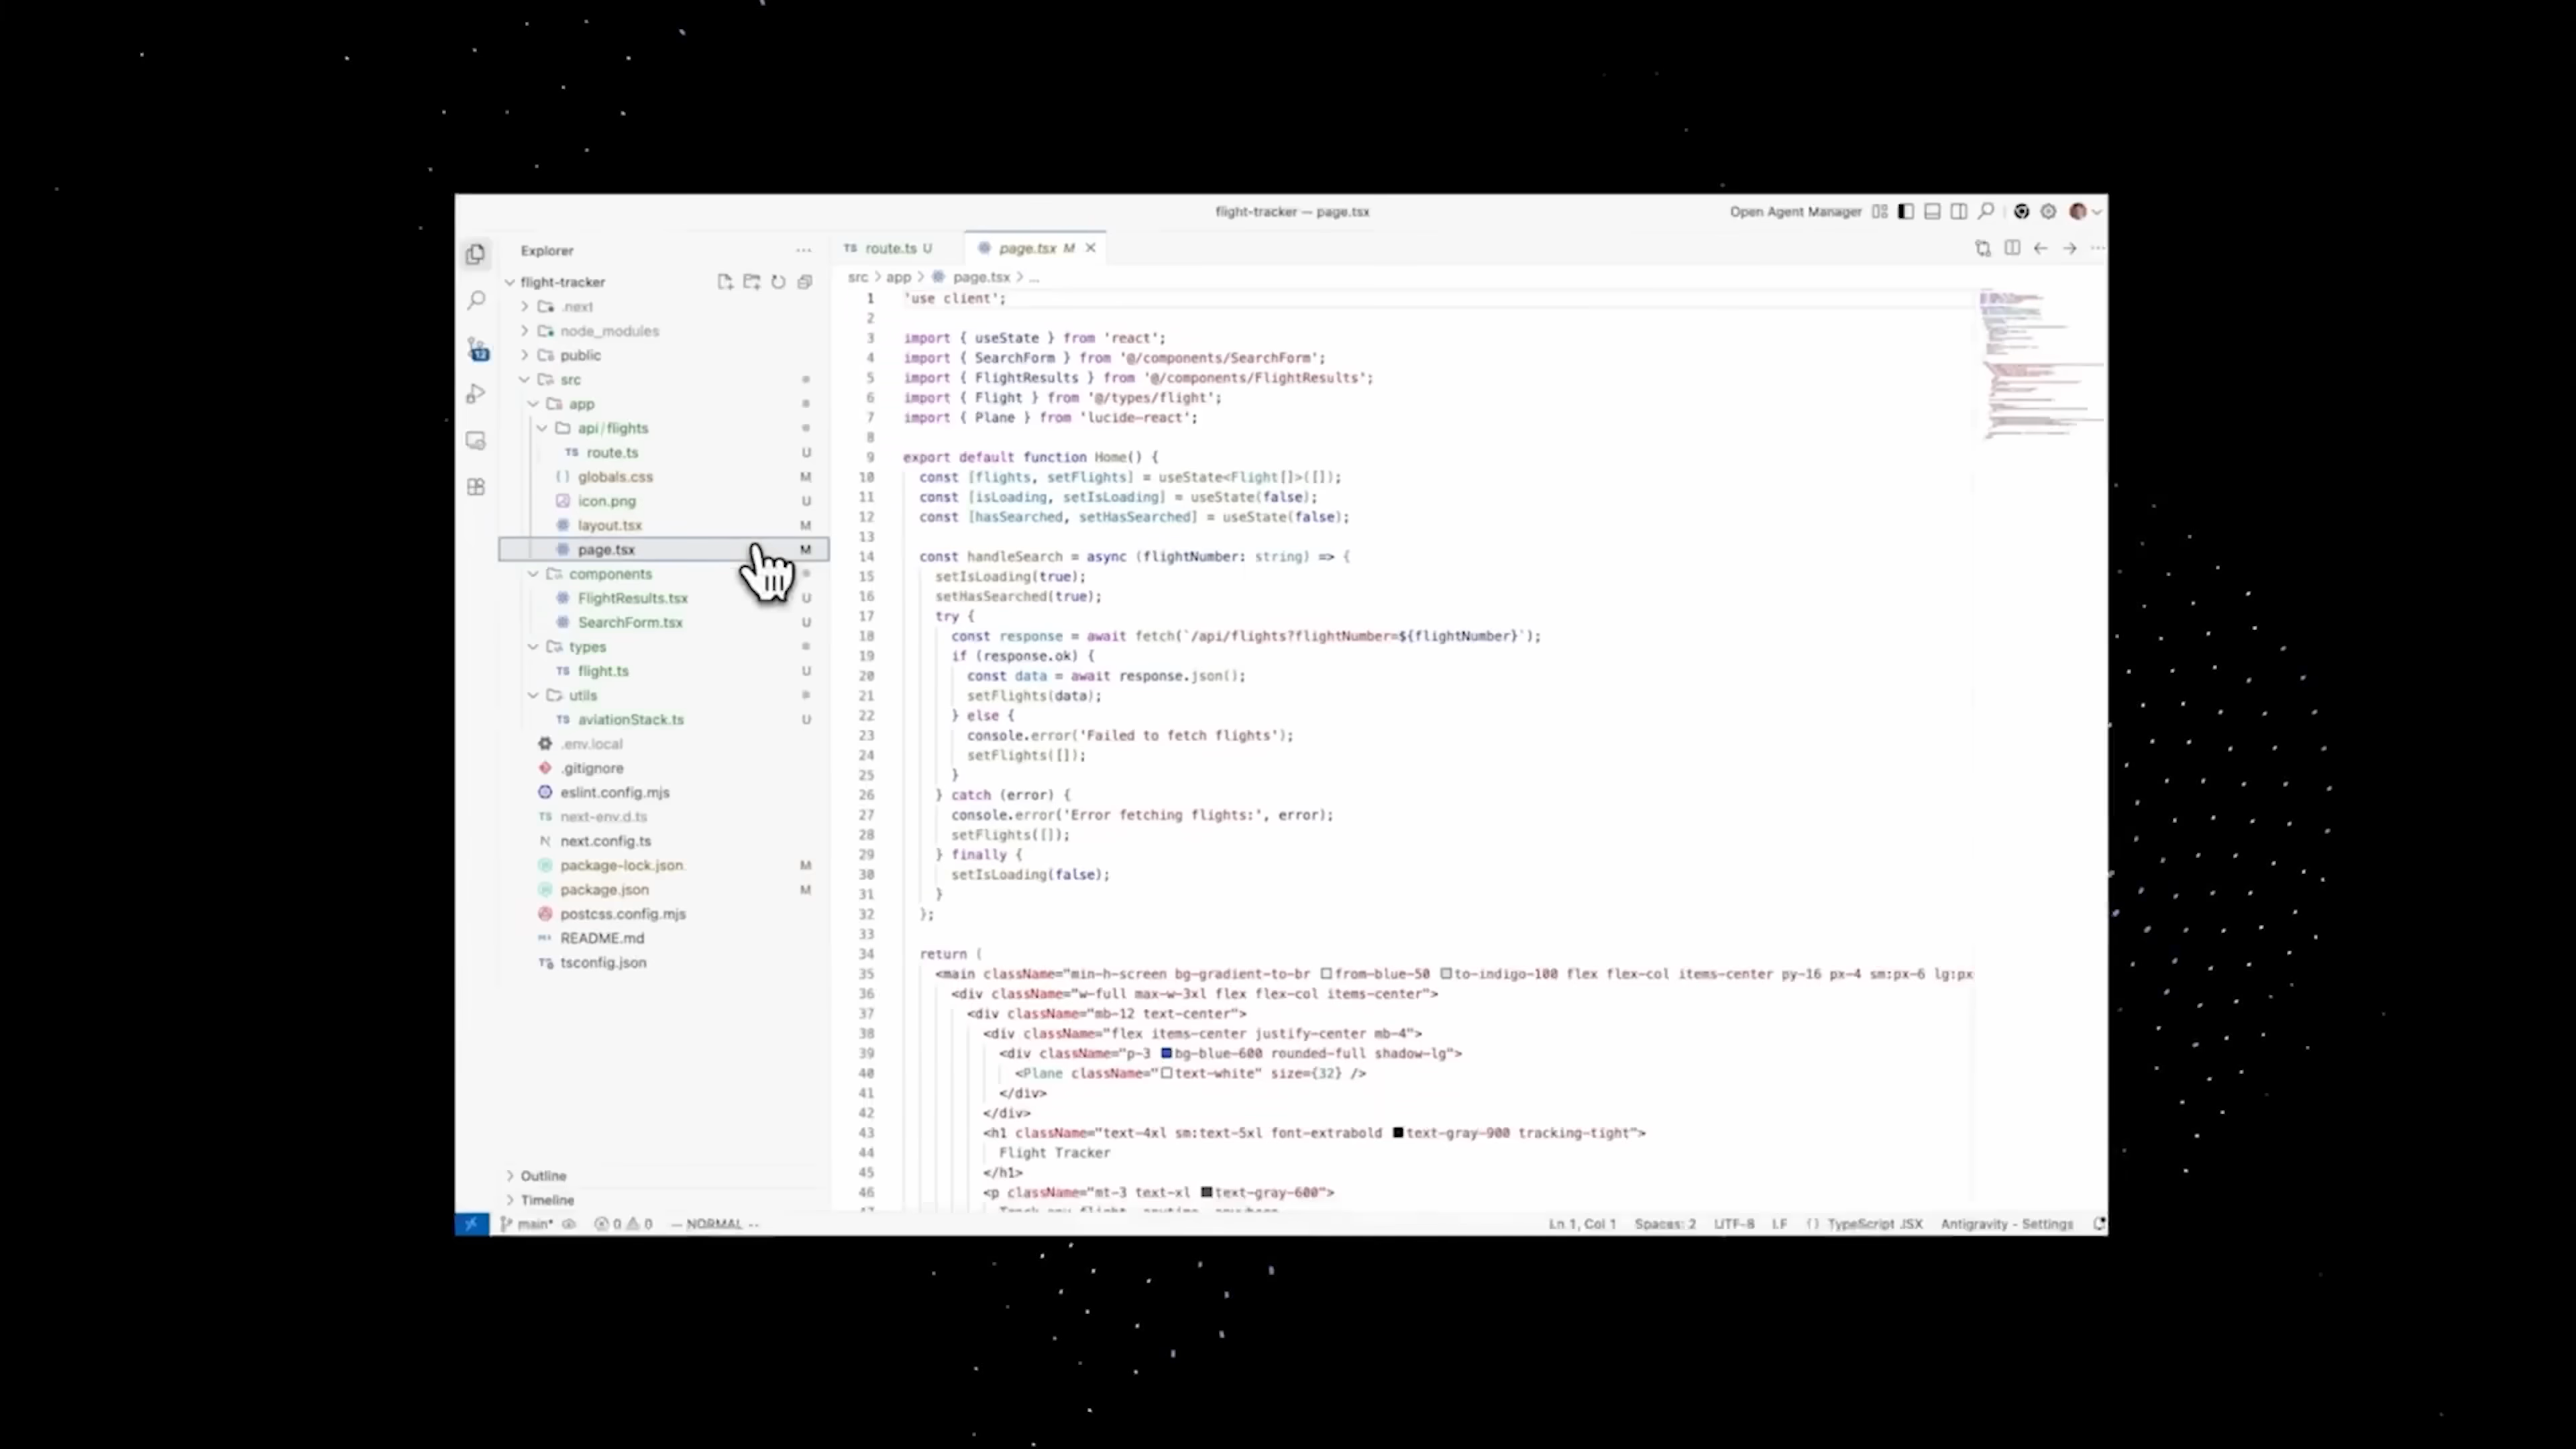 flight-tracker — page.tsx
Open Agent Manager
Explorer
flight-tracker
.next
node_modules
public
src
app
api/flights
TS route.ts U
globals.css M
icon.png U
layout.tsx M
page.tsx M
components
FlightResults.tsx U
SearchForm.tsx U
types
TS flight.ts U
utils
TS aviationStack.ts U
.env.local
.gitignore
eslint.config.mjs
TS next-env.d.ts
N next.config.ts
package-lock.json M
package.json M
postcss.config.mjs
README.md
tsconfig.json
Outline
Timeline
12
TS route.ts U
page.tsx M
src > app > page.tsx > ...
1 'use client';
2
3 import { useState } from 'react';
4 import { SearchForm } from '@/components/SearchForm';
5 import { FlightResults } from '@/components/FlightResults';
6 import { Flight } from '@/types/flight';
7 import { Plane } from 'lucide-react';
8
9 export default function Home() {
10 const [flights, setFlights] = useState<Flight[]>([]);
11 const [isLoading, setIsLoading] = useState(false);
12 const [hasSearched, setHasSearched] = useState(false);
13
14 const handleSearch = async (flightNumber: string) => {
15 setIsLoading(true);
16 setHasSearched(true);
17 try {
18 const response = await fetch(`/api/flights?flightNumber=${flightNumber}`);
19 if (response.ok) {
20 const data = await response.json();
21 setFlights(data);
22 } else {
23 console.error('Failed to fetch flights');
24 setFlights([]);
25 }
26 } catch (error) {
27 console.error('Error fetching flights:', error);
28 setFlights([]);
29 } finally {
30 setIsLoading(false);
31 }
32 };
33
34 return (
35 <main className="min-h-screen bg-gradient-to-br from-blue-50 to-indigo-100 flex flex-col items-center py-16 px-4 sm:px-6 lg:px
36 <div className="w-full max-w-3xl flex flex-col items-center">
37 <div className="mb-12 text-center">
38 <div className="flex items-center justify-center mb-4">
39 <div className="p-3 bg-blue-600 rounded-full shadow-lg">
40 <Plane className="text-white" size={32} />
41 </div>
42 </div>
43 <h1 className="text-4xl sm:text-5xl font-extrabold text-gray-900 tracking-tight">
44 Flight Tracker
45 </h1>
46 <p className="mt-3 text-xl text-gray-600">
main* 0 0 -- NORMAL --
Ln 1, Col 1 Spaces: 2 UTF-8 LF {} TypeScript JSX Antigravity - Settings